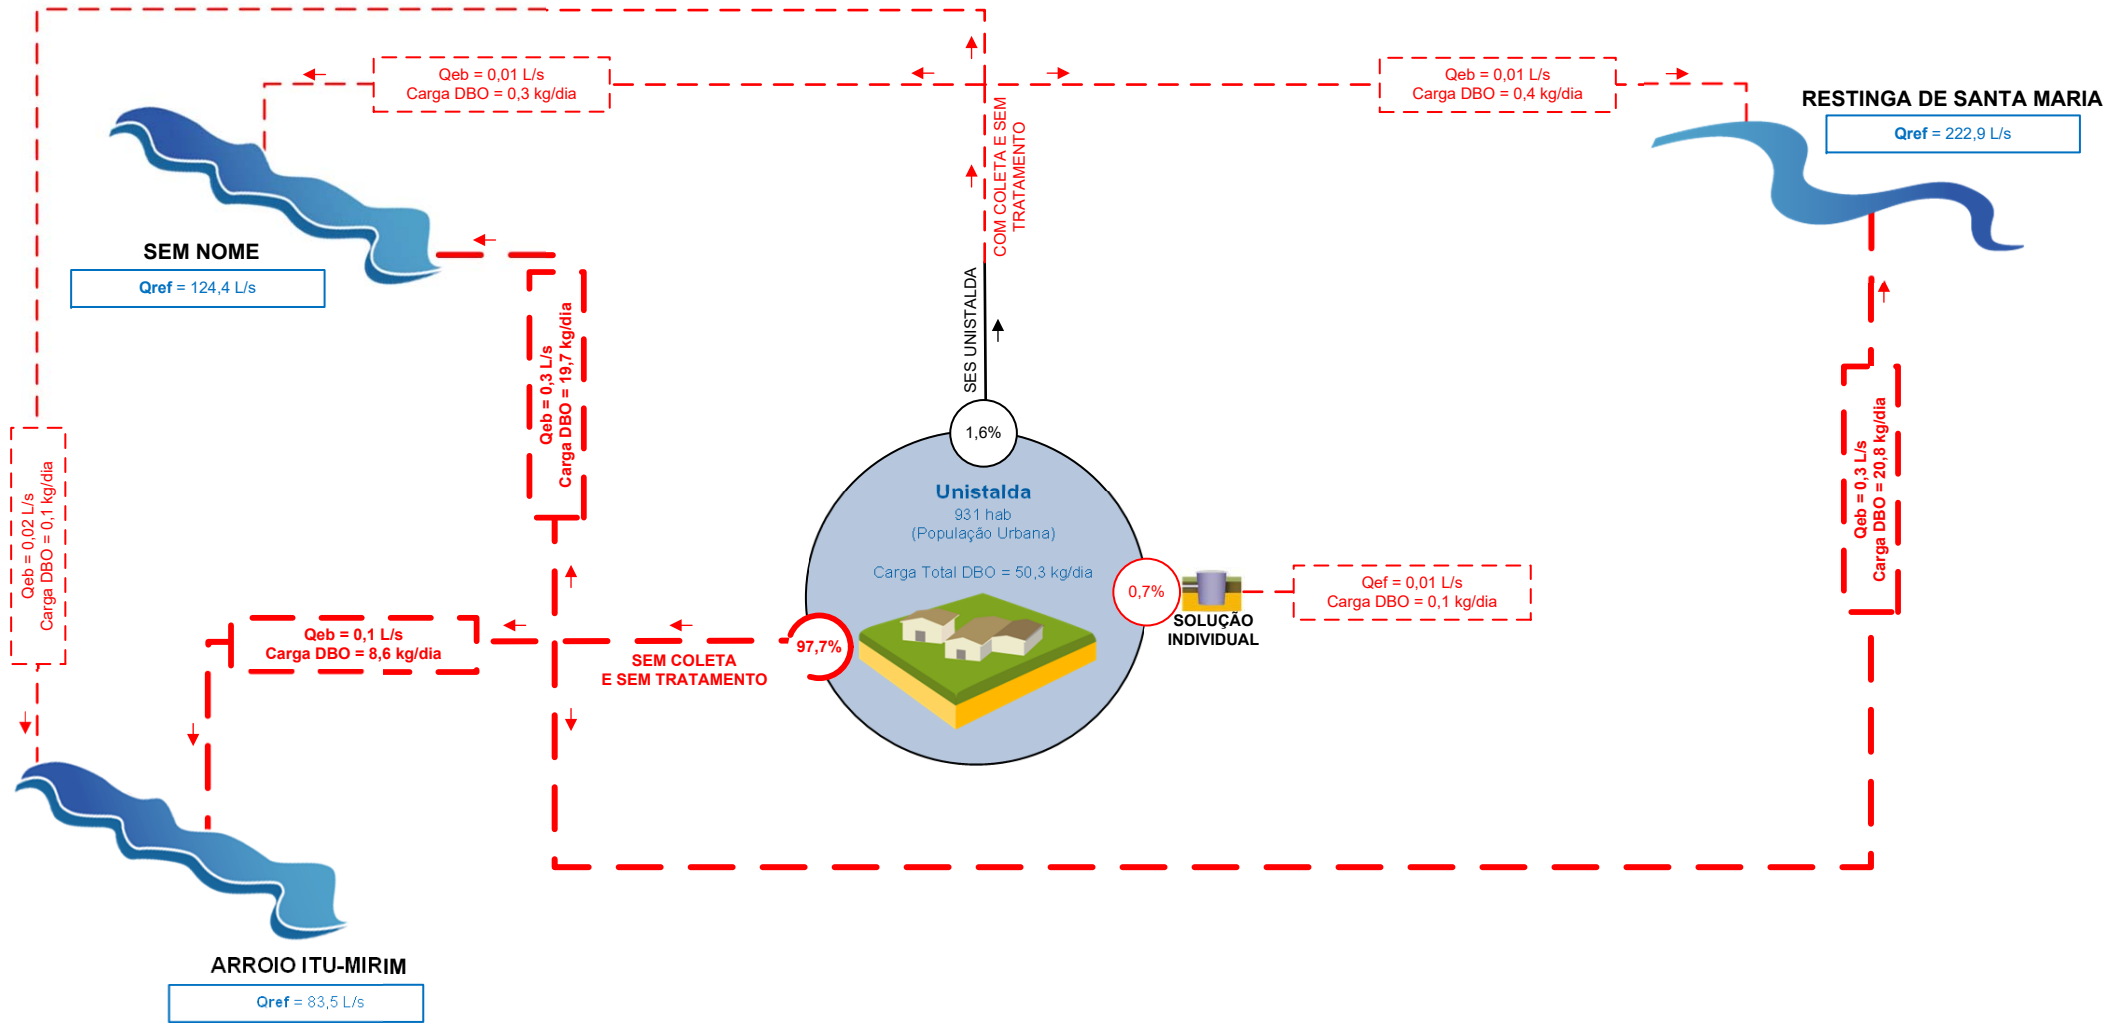 Qeb = 0,01 L/s
Carga DBO = 0,3 kg/dia
Qeb = 0,01 L/s
Carga DBO = 0,4 kg/dia
RESTINGA DE SANTA MARIA
Qref = 222,9 L/s
COM COLETA E SEM
TRATAMENTO
SEM NOME
Qref = 124,4 L/s
SES UNISTALDA
Qeb = 0,3 L/s
Carga DBO = 19,7 kg/dia
1,6%
Unistalda
931 hab
(População Urbana)
Carga Total DBO = 50,3 kg/dia
Qeb = 0,02 L/s
Carga DBO = 0,1 kg/dia
Qeb = 0,3 L/s
Carga DBO = 20,8 kg/dia
0,7%
SOLUÇÃO
INDIVIDUAL
Qef = 0,01 L/s
Carga DBO = 0,1 kg/dia
Qeb = 0,1 L/s
Carga DBO = 8,6 kg/dia
97,7%
SEM COLETA
E SEM TRATAMENTO
ARROIO ITU-MIRIM
Qref = 83,5 L/s